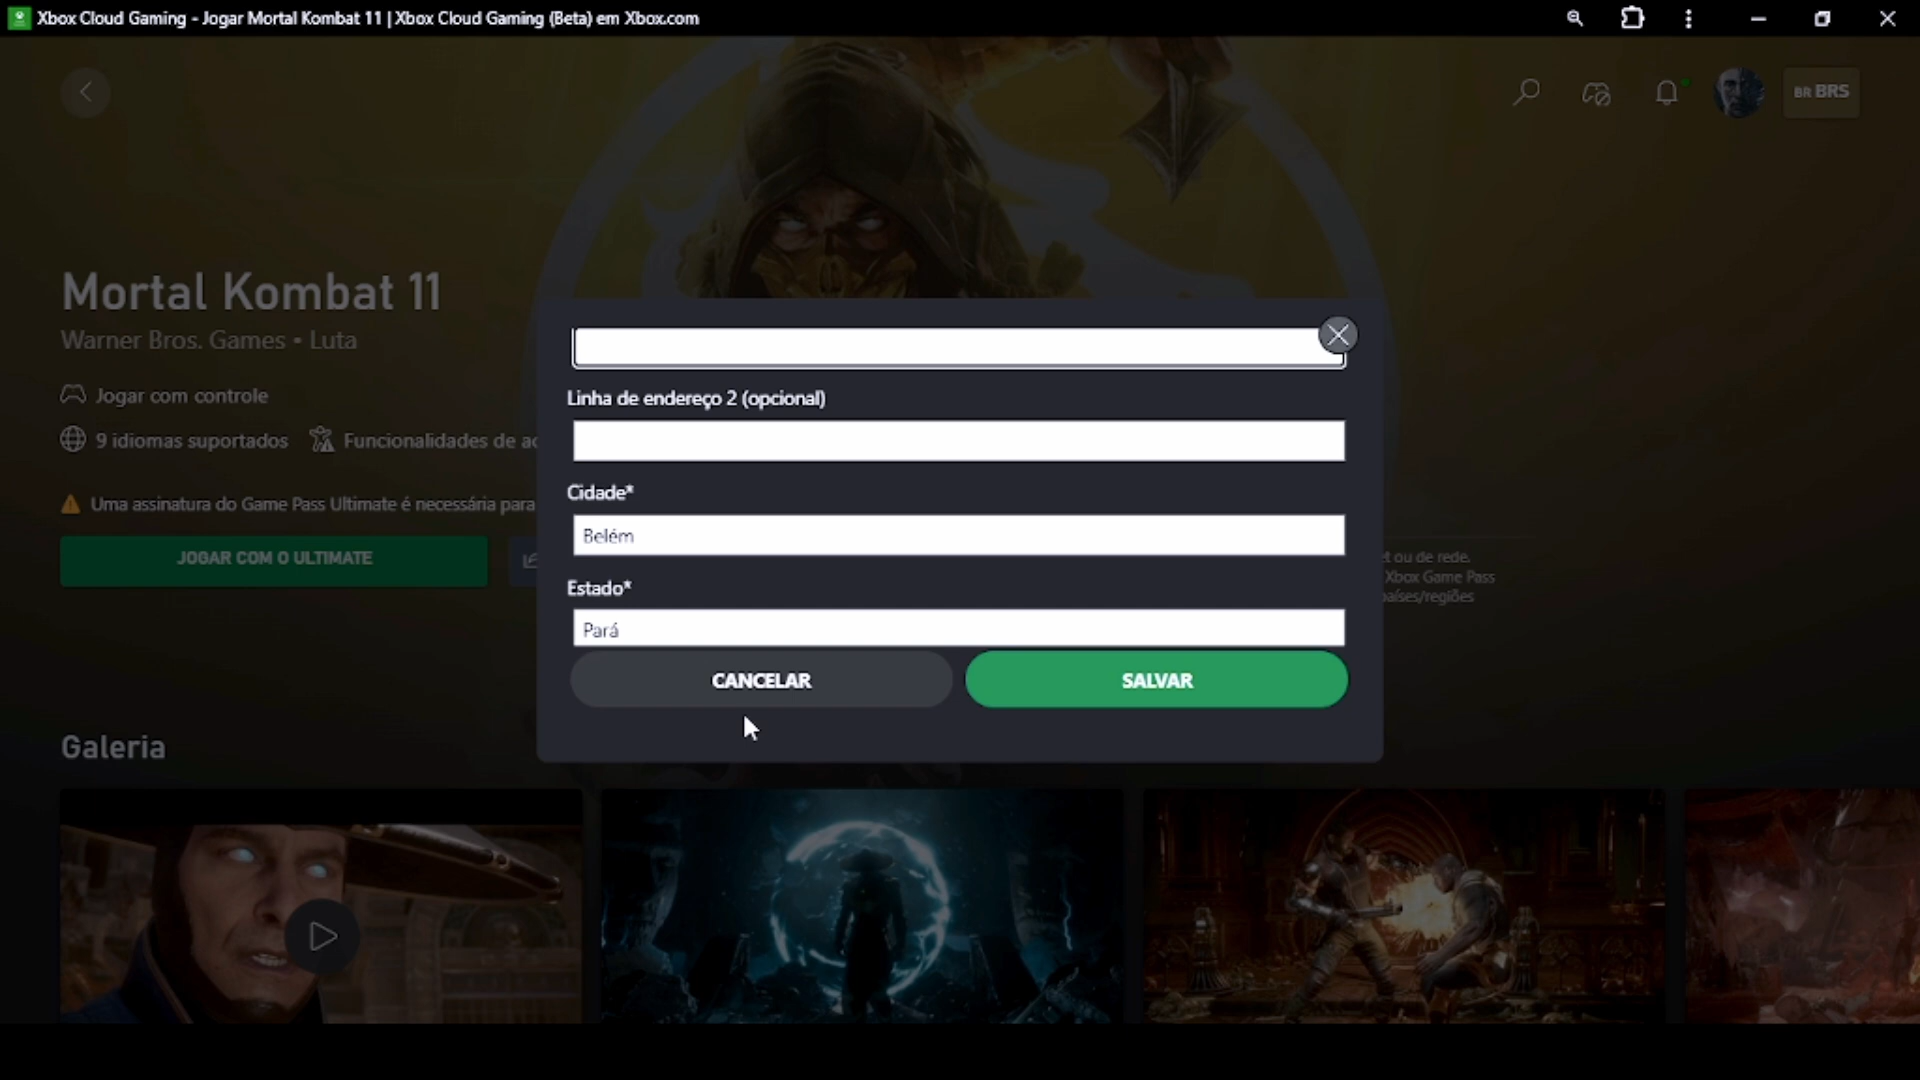 Xbox Cloud Gaming - Jogar Mortal Kombat 11 | Xbox Cloud Gaming (Beta) em Xbox.com
BR BRS
Mortal Kombat 11
Warner Bros. Games • Luta
Jogar com controle
9 idiomas suportados Funcionalidades de ac
Uma assinatura do Game Pass Ultimate é necessária para
JOGAR COM O ULTIMATE
Linha de endereço 2 (opcional)
Cidade*
Belém
Estado*
Pará
CANCELAR
SALVAR
t ou de rede.
Xbox Game Pass
países/regiões
Galeria